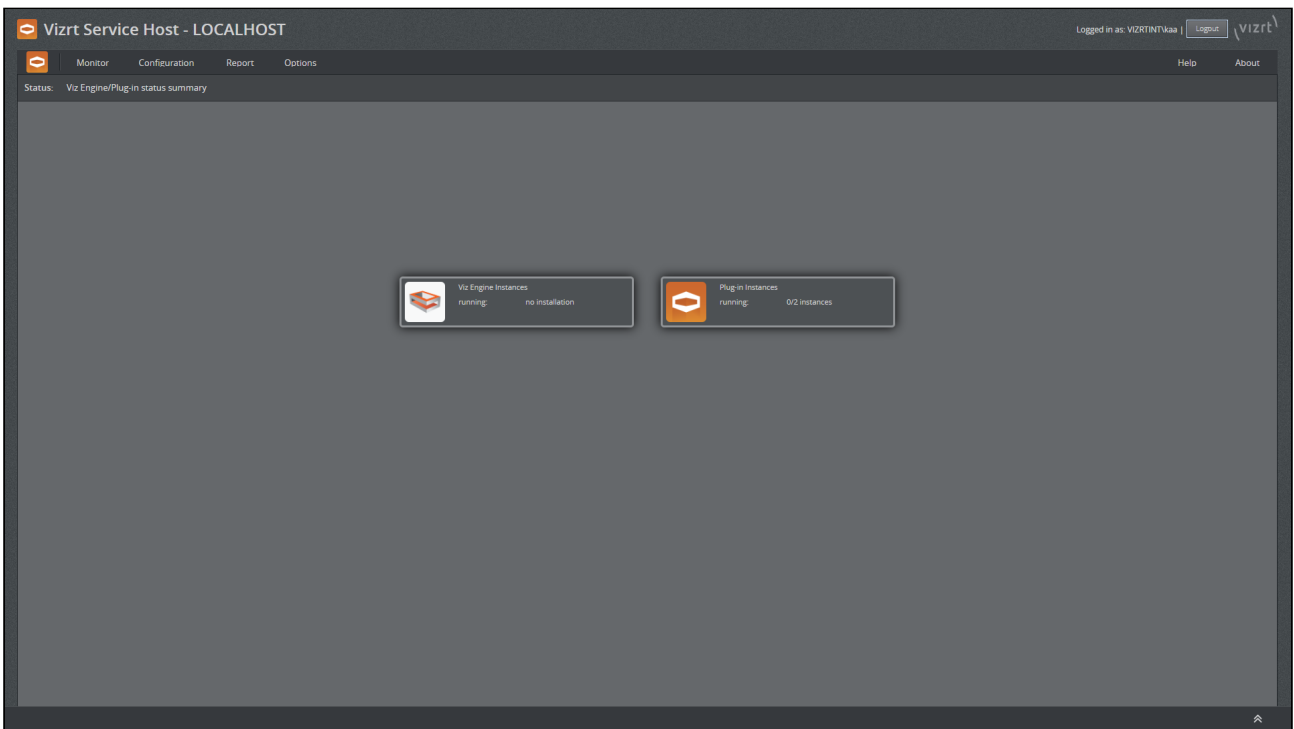 Vizrt Service Host - LOCALHOST
Logged in as: VIZRTINT\kaa | Logout vizrt
Monitor Configuration Report Options Help About
Status: Viz Engine/Plug-in status summary
Viz Engine Instances
running: no installation
Plug-in Instances
running: 0/2 instances